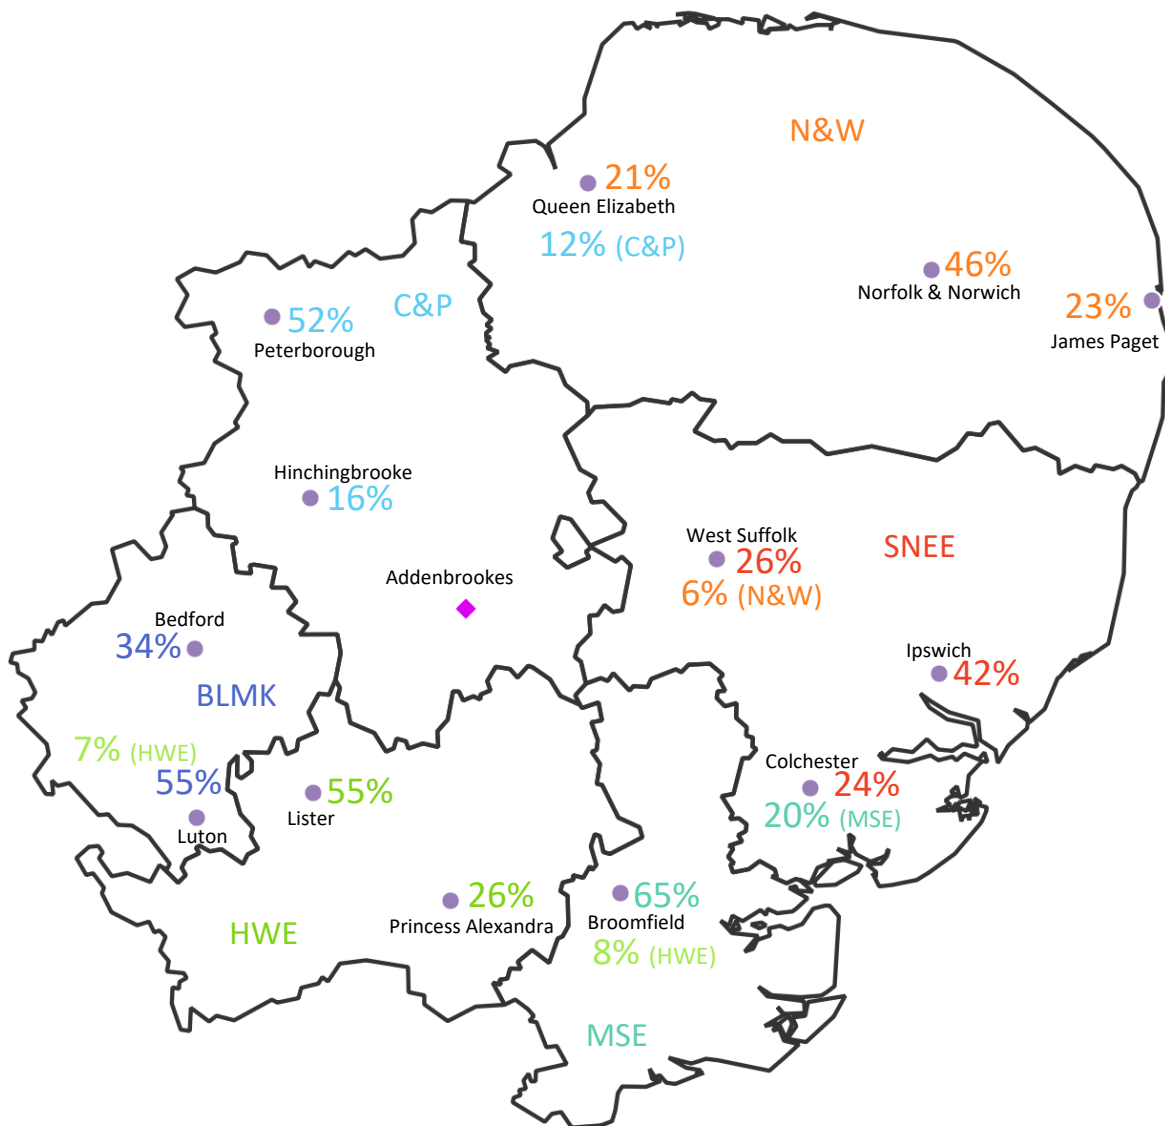 N&W
21%
Queen Elizabeth
12% (C&P)
46%
Norfolk & Norwich
23%
James Paget
C&P
52%
Peterborough
Hinchingbrooke
16%
West Suffolk
26%
6% (N&W)
SNEE
Addenbrookes
Bedford
34%
BLMK
Ipswich
42%
7% (HWE)
55%
Luton
55%
Lister
Colchester
24%
20% (MSE)
26%
Princess Alexandra
65%
Broomfield
8% (HWE)
HWE
MSE